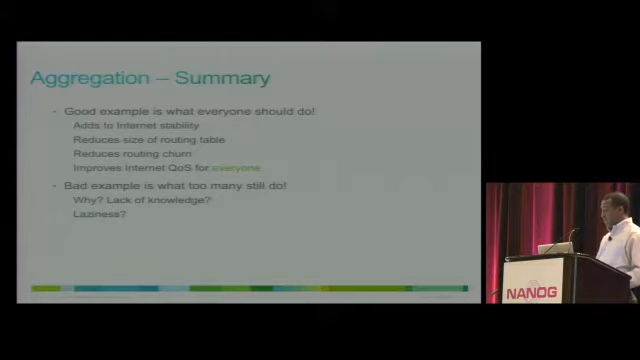 Aggregation – Summary
Good example is what everyone should do!
Adds to Internet stability
Reduces size of routing table
Reduces routing churn
Improves Internet QoS for everyone
Bad example is what too many still do!
Why? Lack of knowledge?
Laziness?
NANOG